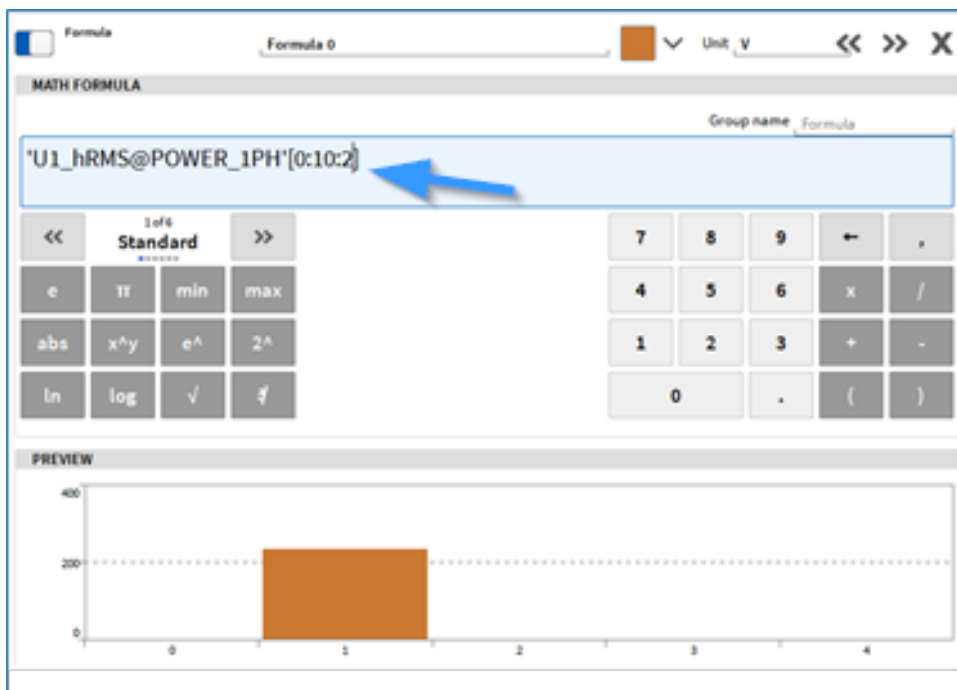 Formula
Formula 0
Unit V << >> X
MATH FORMULA
Group name Formula
'U1_hRMS@POWER_1PH'[0:10:2]
<< 1 of 6 >> 7 8 9 ← ,
Standard
e π min max 4 5 6 x /
abs x^y e^ 2^ 1 2 3 + -
ln log √ 0 . ( )
PREVIEW
400
200
0
0 1 2 3 4